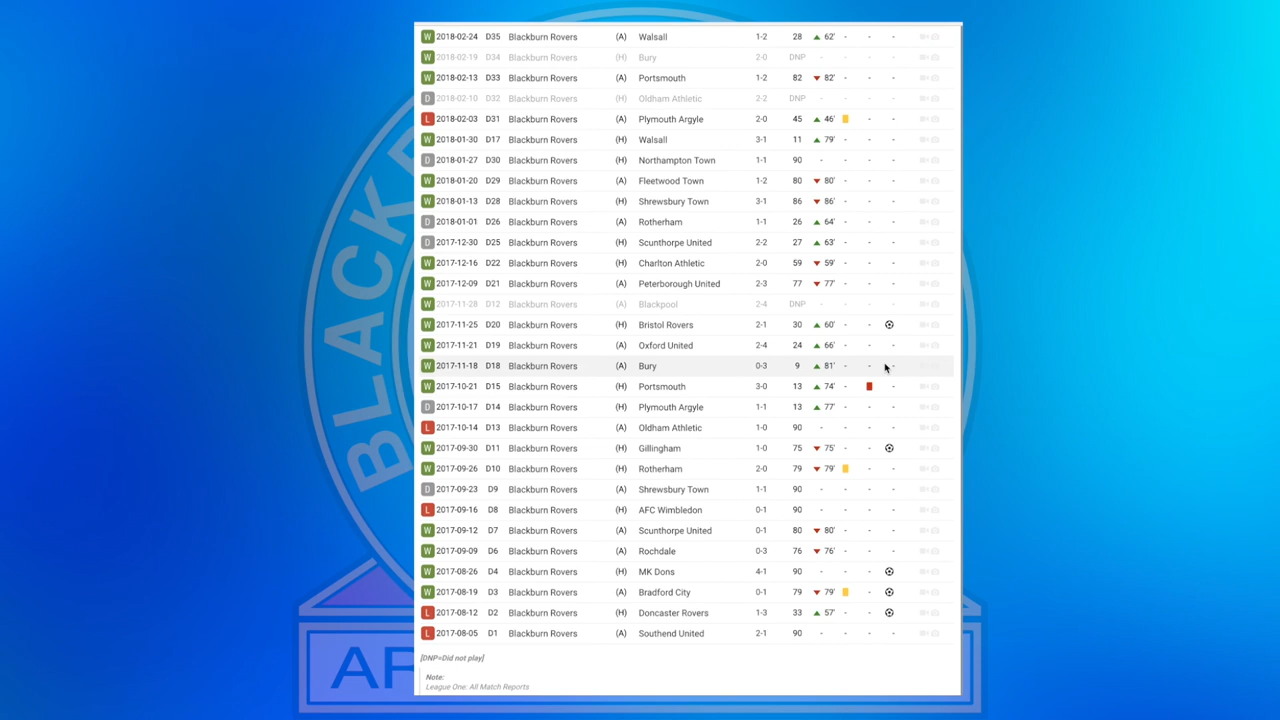 W 2018-02-24 D35 Blackburn Rovers (A) Walsall 1-2 28 ▲ 62' - - -
W 2018-02-19 D34 Blackburn Rovers (H) Bury 2-0 DNP - - - -
W 2018-02-13 D33 Blackburn Rovers (A) Portsmouth 1-2 82 ▼ 82' - - -
D 2018-02-10 D32 Blackburn Rovers (H) Oldham Athletic 2-2 DNP - - - -
L 2018-02-03 D31 Blackburn Rovers (A) Plymouth Argyle 2-0 45 ▲ 46' - -
W 2018-01-30 D17 Blackburn Rovers (H) Walsall 3-1 11 ▲ 79' - - -
D 2018-01-27 D30 Blackburn Rovers (H) Northampton Town 1-1 90 - - - -
W 2018-01-20 D29 Blackburn Rovers (A) Fleetwood Town 1-2 80 ▼ 80' - - -
W 2018-01-13 D28 Blackburn Rovers (H) Shrewsbury Town 3-1 86 ▼ 86' - - -
D 2018-01-01 D26 Blackburn Rovers (A) Rotherham 1-1 26 ▲ 64' - - -
D 2017-12-30 D25 Blackburn Rovers (H) Scunthorpe United 2-2 27 ▲ 63' - - -
W 2017-12-16 D22 Blackburn Rovers (H) Charlton Athletic 2-0 59 ▼ 59' - - -
W 2017-12-09 D21 Blackburn Rovers (A) Peterborough United 2-3 77 ▼ 77' - - -
W 2017-11-28 D12 Blackburn Rovers (A) Blackpool 2-4 DNP - - - -
W 2017-11-25 D20 Blackburn Rovers (H) Bristol Rovers 2-1 30 ▲ 60' - -
W 2017-11-21 D19 Blackburn Rovers (A) Oxford United 2-4 24 ▲ 66' - - -
W 2017-11-18 D18 Blackburn Rovers (A) Bury 0-3 9 ▲ 81' - - -
W 2017-10-21 D15 Blackburn Rovers (H) Portsmouth 3-0 13 ▲ 74' - -
D 2017-10-17 D14 Blackburn Rovers (H) Plymouth Argyle 1-1 13 ▲ 77' - - -
L 2017-10-14 D13 Blackburn Rovers (A) Oldham Athletic 1-0 90 - - - -
W 2017-09-30 D11 Blackburn Rovers (H) Gillingham 1-0 75 ▼ 75' - -
W 2017-09-26 D10 Blackburn Rovers (H) Rotherham 2-0 79 ▼ 79' - -
D 2017-09-23 D9 Blackburn Rovers (A) Shrewsbury Town 1-1 90 - - - -
L 2017-09-16 D8 Blackburn Rovers (H) AFC Wimbledon 0-1 90 - - - -
W 2017-09-12 D7 Blackburn Rovers (A) Scunthorpe United 0-1 80 ▼ 80' - - -
W 2017-09-09 D6 Blackburn Rovers (A) Rochdale 0-3 76 ▼ 76' - - -
W 2017-08-26 D4 Blackburn Rovers (H) MK Dons 4-1 90 - - -
W 2017-08-19 D3 Blackburn Rovers (A) Bradford City 0-1 79 ▼ 79' -
L 2017-08-12 D2 Blackburn Rovers (H) Doncaster Rovers 1-3 33 ▲ 57' - -
L 2017-08-05 D1 Blackburn Rovers (A) Southend United 2-1 90 - - - -
[DNP=Did not play]
Note:
League One: All Match Reports
BLACKB
AR